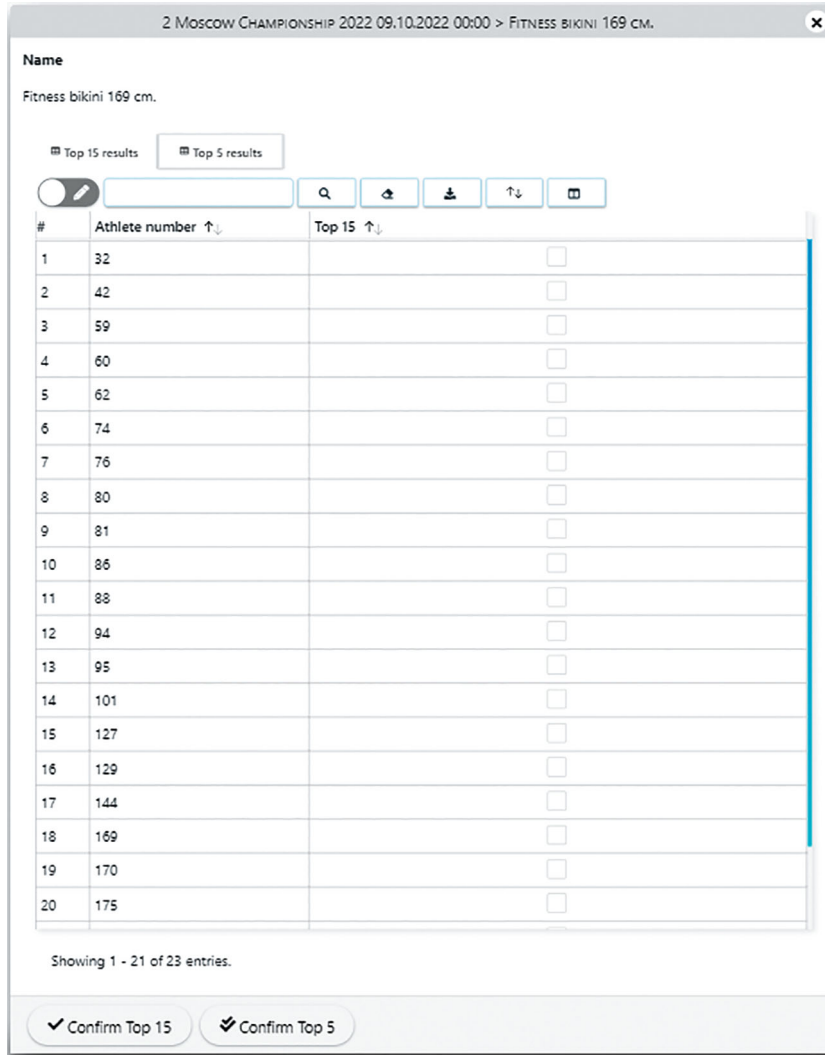 2 Moscow Championship 2022 09.10.2022 00:00 > Fitness bikini 169 cm.
Name
Fitness bikini 169 cm.
Top 15 results Top 5 results
# Athlete number ↑↓ Top 15 ↑↓
1 32
2 42
3 59
4 60
5 62
6 74
7 76
8 80
9 81
10 86
11 88
12 94
13 95
14 101
15 127
16 129
17 144
18 169
19 170
20 175
Showing 1 - 21 of 23 entries.
Confirm Top 15 Confirm Top 5